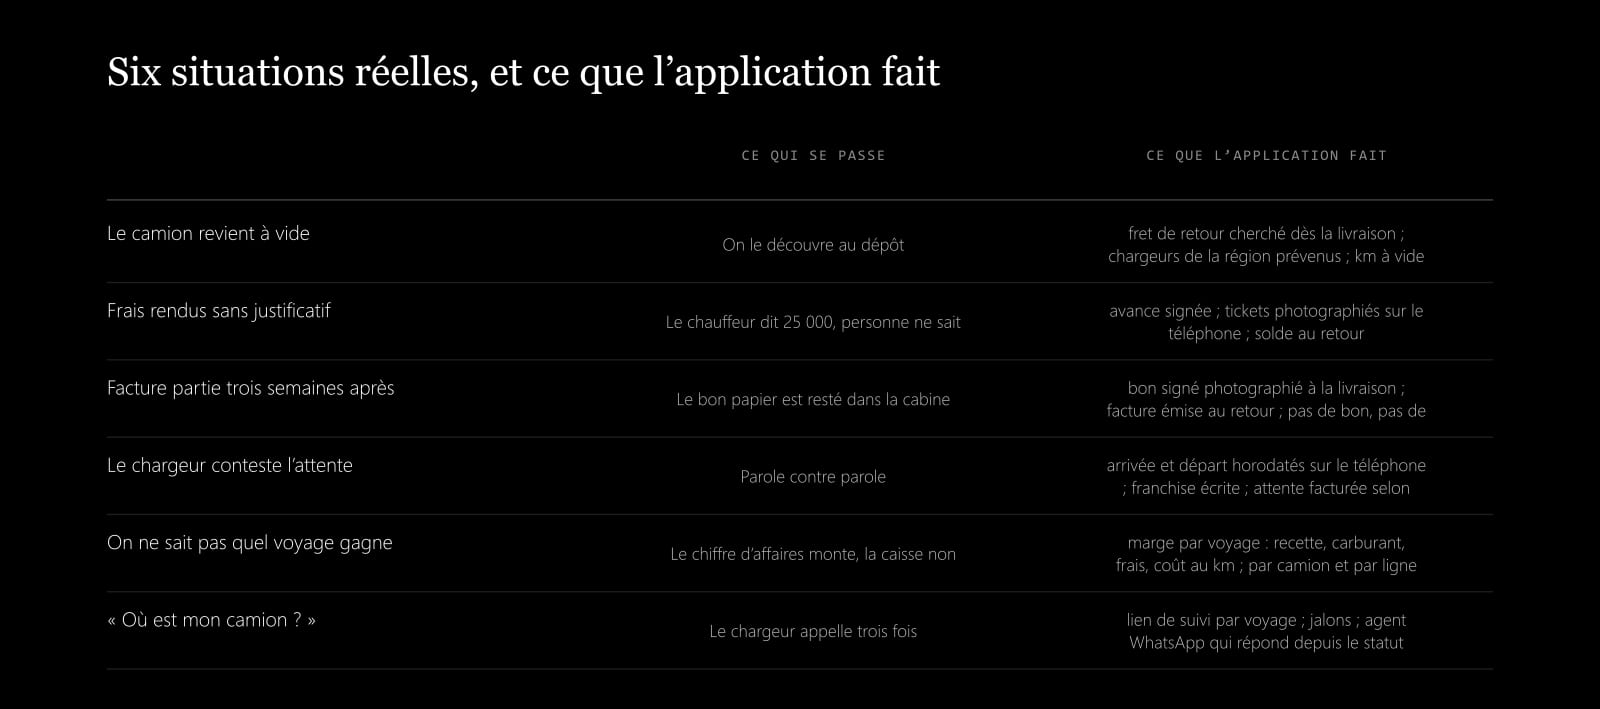 Six situations réelles, et ce que l’application fait
CE QUI SE PASSE
CE QUE L’APPLICATION FAIT
Le camion revient à vide
On le découvre au dépôt
fret de retour cherché dès la livraison ;
chargeurs de la région prévenus ; km à vide
Frais rendus sans justificatif
Le chauffeur dit 25 000, personne ne sait
avance signée ; tickets photographiés sur le
téléphone ; solde au retour
Facture partie trois semaines après
Le bon papier est resté dans la cabine
bon signé photographié à la livraison ;
facture émise au retour ; pas de bon, pas de
Le chargeur conteste l’attente
Parole contre parole
arrivée et départ horodatés sur le téléphone
; franchise écrite ; attente facturée selon
On ne sait pas quel voyage gagne
Le chiffre d’affaires monte, la caisse non
marge par voyage : recette, carburant,
frais, coût au km ; par camion et par ligne
« Où est mon camion ? »
Le chargeur appelle trois fois
lien de suivi par voyage ; jalons ; agent
WhatsApp qui répond depuis le statut